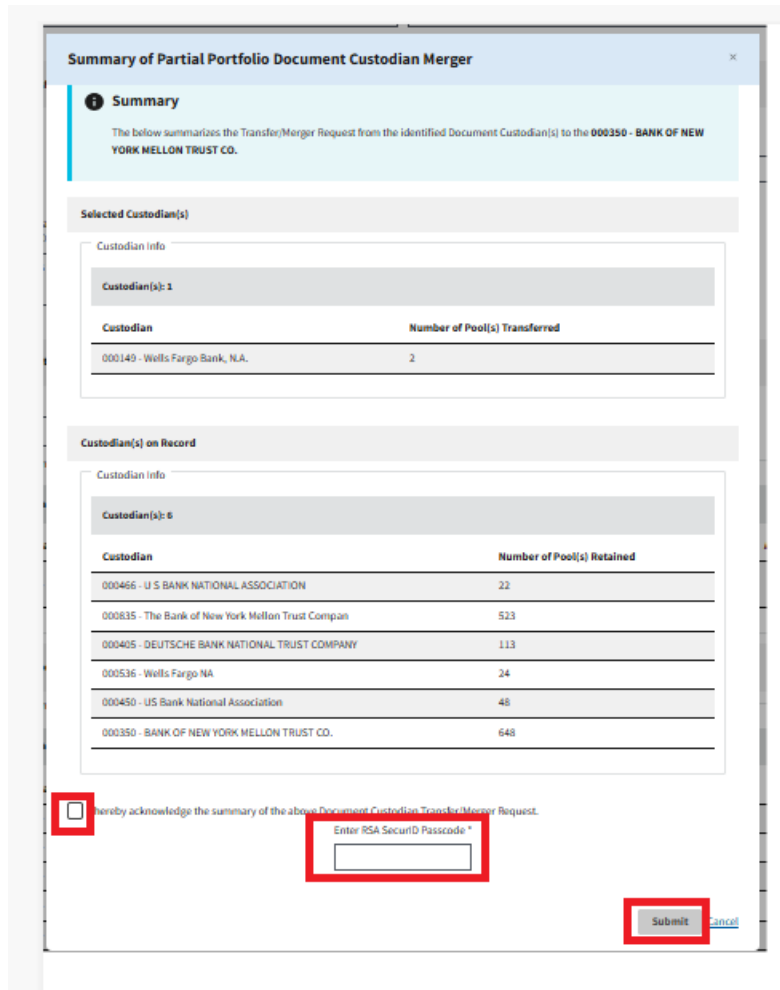 Summary of Partial Portfolio Document Custodian Merger ×
Summary
The below summarizes the Transfer/Merger Request from the identified Document Custodian(s) to the 000350 - BANK OF NEW
YORK MELLON TRUST CO.
Selected Custodian(s)
Custodian Info
Custodian(s): 1
Custodian Number of Pool(s) Transferred
000149 - Wells Fargo Bank, N.A. 2
Custodian(s) on Record
Custodian Info
Custodian(s): 6
Custodian Number of Pool(s) Retained
000466 - U S BANK NATIONAL ASSOCIATION 22
000835 - The Bank of New York Mellon Trust Compan 523
000405 - DEUTSCHE BANK NATIONAL TRUST COMPANY 113
000536 - Wells Fargo NA 24
000450 - US Bank National Association 48
000350 - BANK OF NEW YORK MELLON TRUST CO. 648
hereby acknowledge the summary of the above Document Custodian Transfer/Merger Request.
Enter RSA SecurID Passcode *
Submit Cancel